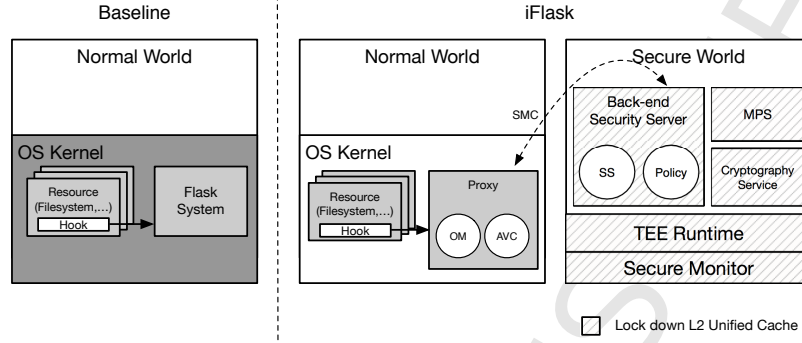 Baseline
iFlask
Normal World
OS Kernel
Resource
(Filesystem,...)
Hook
Flask
System
Normal World
SMC
OS Kernel
Resource
(Filesystem,...)
Hook
Proxy
OM
AVC
Secure World
Back-end
Security Server
SS
Policy
MPS
Cryptography
Service
TEE Runtime
Secure Monitor
Lock down L2 Unified Cache